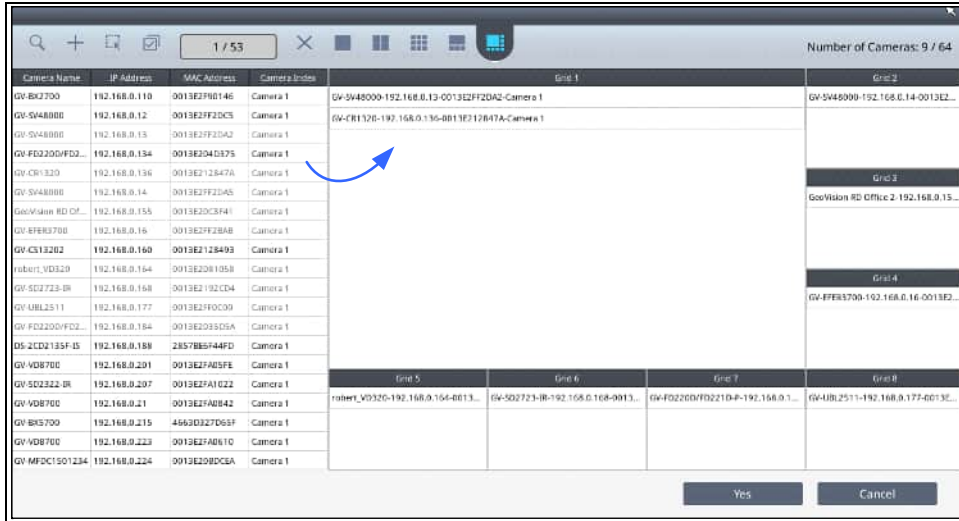 1 / 53
Number of Cameras: 9 / 64
Camera Name IP Address MAC Address Camera Index
GV-BX2700 192.168.0.110 0013E2F90146 Camera 1
GV-SV48000 192.168.0.12 0013E2FF2DC5 Camera 1
GV-SV48000 192.168.0.13 0013E2FF2DA2 Camera 1
GV-FD220D/FD2... 192.168.0.134 0013E204D375 Camera 1
GV-CR1320 192.168.0.136 0013E212847A Camera 1
GV-SV48000 192.168.0.14 0013E2FF2DA5 Camera 1
GeoVision RD Of... 192.168.0.155 0013E20C8F41 Camera 1
GV-EFER3700 192.168.0.16 0013E2FF28AB Camera 1
GV-CS13202 192.168.0.160 0013E2128493 Camera 1
robert_VD320 192.168.0.164 0013E2081058 Camera 1
GV-SD2723-IR 192.168.0.168 0013E2192CD4 Camera 1
GV-UBL2511 192.168.0.177 0013E2FF0C09 Camera 1
GV-FD220D/FD2... 192.168.0.184 0013E2035D5A Camera 1
DS-2CD2135F-IS 192.168.0.188 2857BE6F44FD Camera 1
GV-VD8700 192.168.0.201 0013E2FA05FE Camera 1
GV-SD2322-IR 192.168.0.207 0013E2FA1022 Camera 1
GV-VD8700 192.168.0.21 0013E2FA0842 Camera 1
GV-BX5700 192.168.0.215 4663D327D65F Camera 1
GV-VD8700 192.168.0.223 0013E2FA0610 Camera 1
GV-MFDC1501234 192.168.0.224 0013E209DCEA Camera 1
Grid 1
GV-SV48000-192.168.0.13-0013E2FF2DA2-Camera 1
GV-CR1320-192.168.0.136-0013E212847A-Camera 1
Grid 2
GV-SV48000-192.168.0.14-0013E2...
Grid 3
GeoVision RD Office 2-192.168.0.15...
Grid 4
GV-EFER3700-192.168.0.16-0013E2...
Grid 5
robert_VD320-192.168.0.164-0013...
Grid 6
GV-SD2723-IR-192.168.0.168-0013...
Grid 7
GV-FD220D/FD221D-P-192.168.0.1...
Grid 8
GV-UBL2511-192.168.0.177-0013E...
Yes Cancel